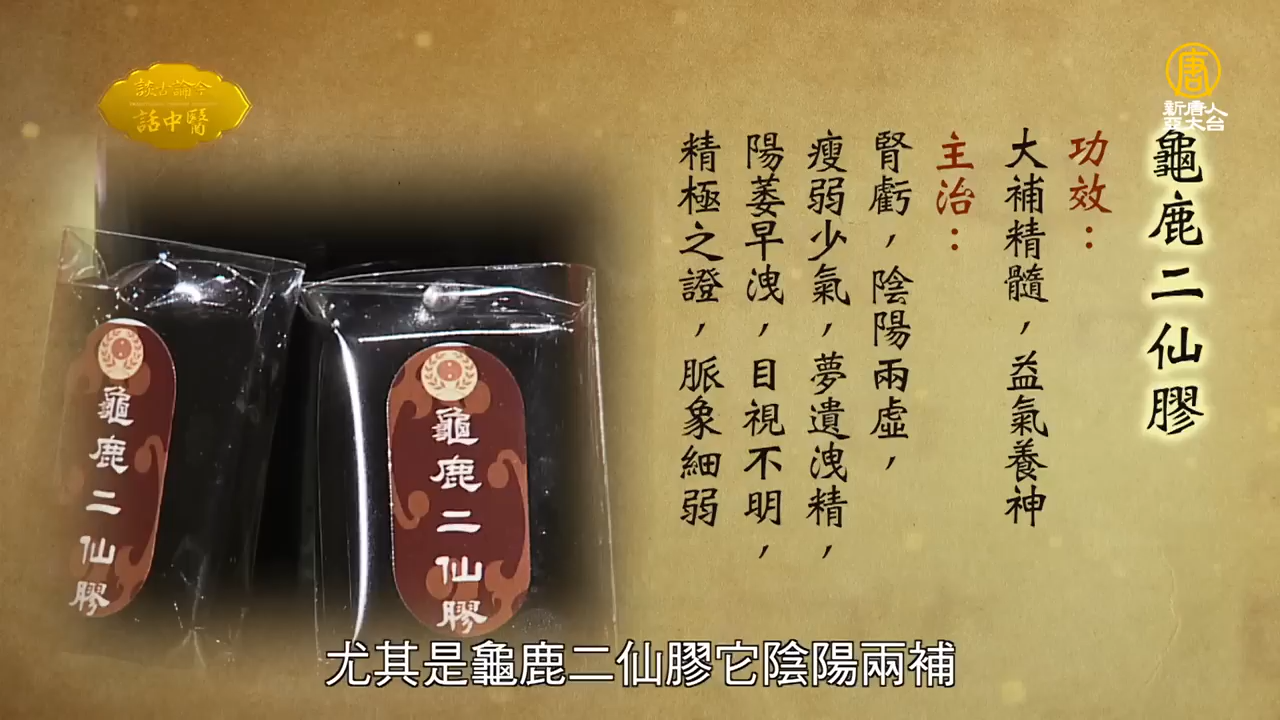 談古論今
話中醫
唐
新唐人
亞太台
龜鹿二仙膠
功效：
大補精髓，益氣養神
主治：
腎虧，陰陽兩虛，
瘦弱少氣，夢遺洩精，
陽萎早洩，目視不明，
精極之證，脈象細弱
龜鹿二仙膠
龜鹿二仙膠
尤其是龜鹿二仙膠它陰陽兩補